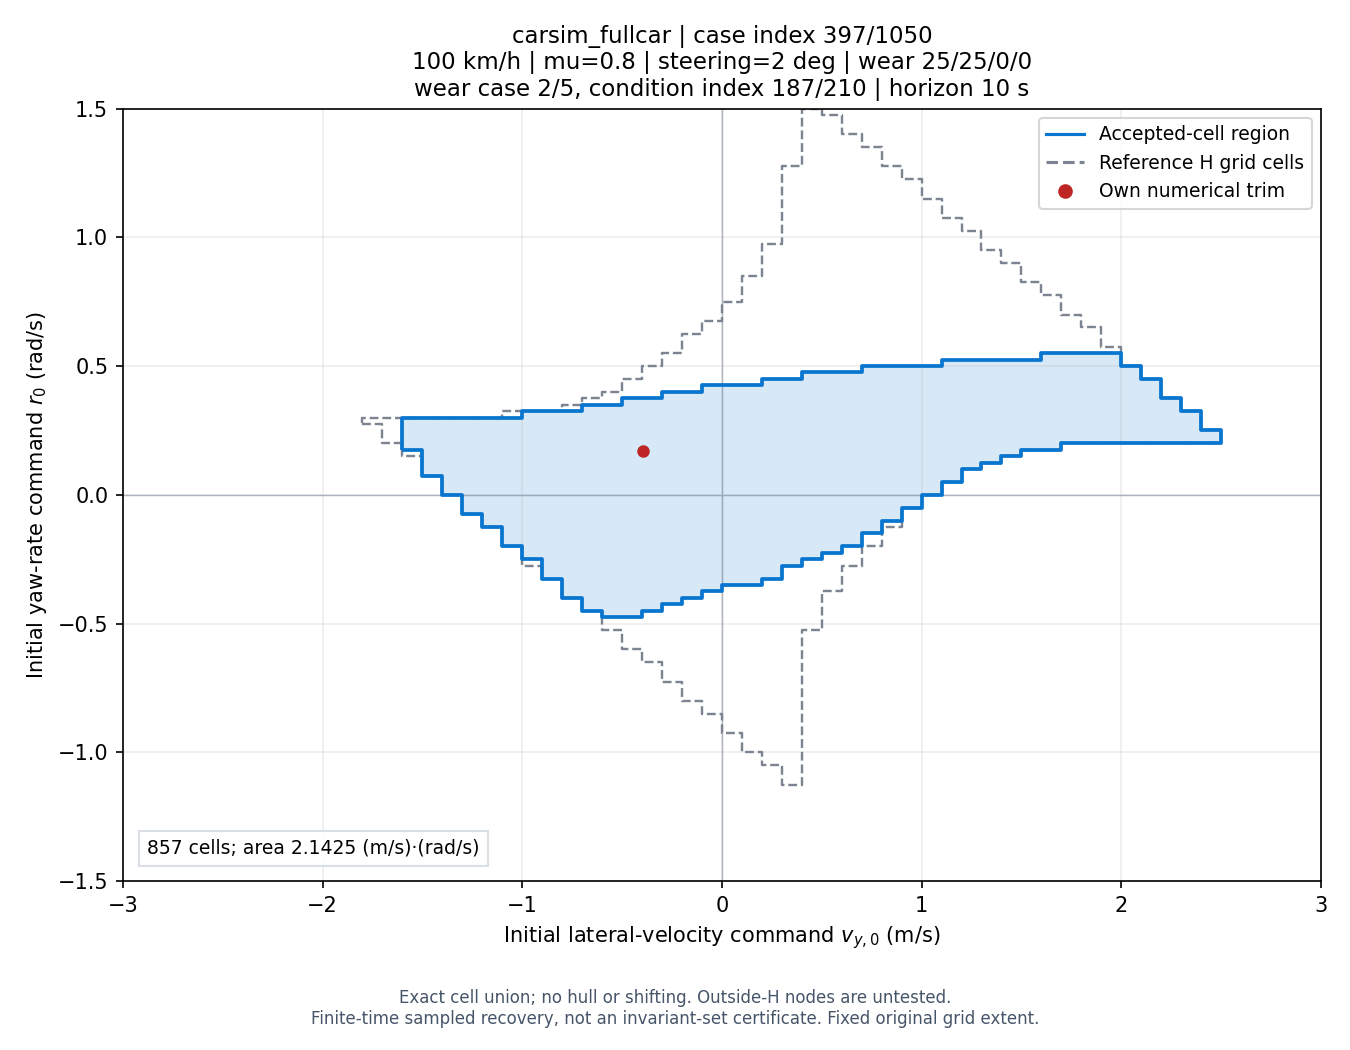 carsim_fullcar | case index 397/1050
100 km/h | mu=0.8 | steering=2 deg | wear 25/25/0/0
wear case 2/5, condition index 187/210 | horizon 10 s
Accepted-cell region
Reference H grid cells
Own numerical trim
1.5
1.0
0.5
0.0
−0.5
−1.0
−1.5
Initial yaw-rate command r0 (rad/s)
857 cells; area 2.1425 (m/s)·(rad/s)
−3
−2
−1
0
1
2
3
Initial lateral-velocity command vy,0 (m/s)
Exact cell union; no hull or shifting. Outside-H nodes are untested.
Finite-time sampled recovery, not an invariant-set certificate. Fixed original grid extent.